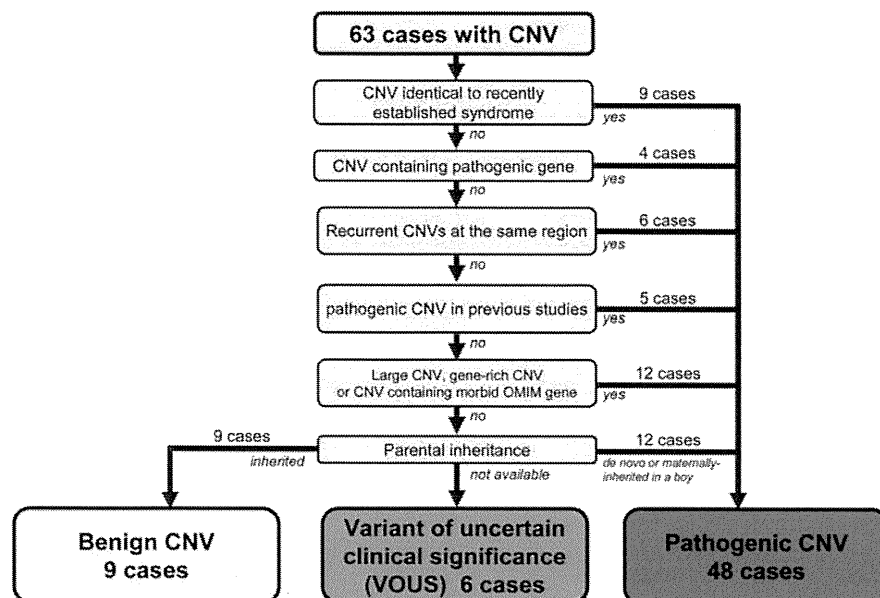 63 cases with CNV
CNV identical to recently
established syndrome
9 cases
yes
no
CNV containing pathogenic gene
4 cases
yes
no
Recurrent CNVs at the same region
6 cases
yes
no
pathogenic CNV in previous studies
5 cases
yes
no
Large CNV, gene-rich CNV
or CNV containing morbid OMIM gene
12 cases
yes
no
9 cases
inherited
Parental inheritance
12 cases
de novo or maternally-
inherited in a boy
not available
Benign CNV
9 cases
Variant of uncertain
clinical significance
(VOUS) 6 cases
Pathogenic CNV
48 cases